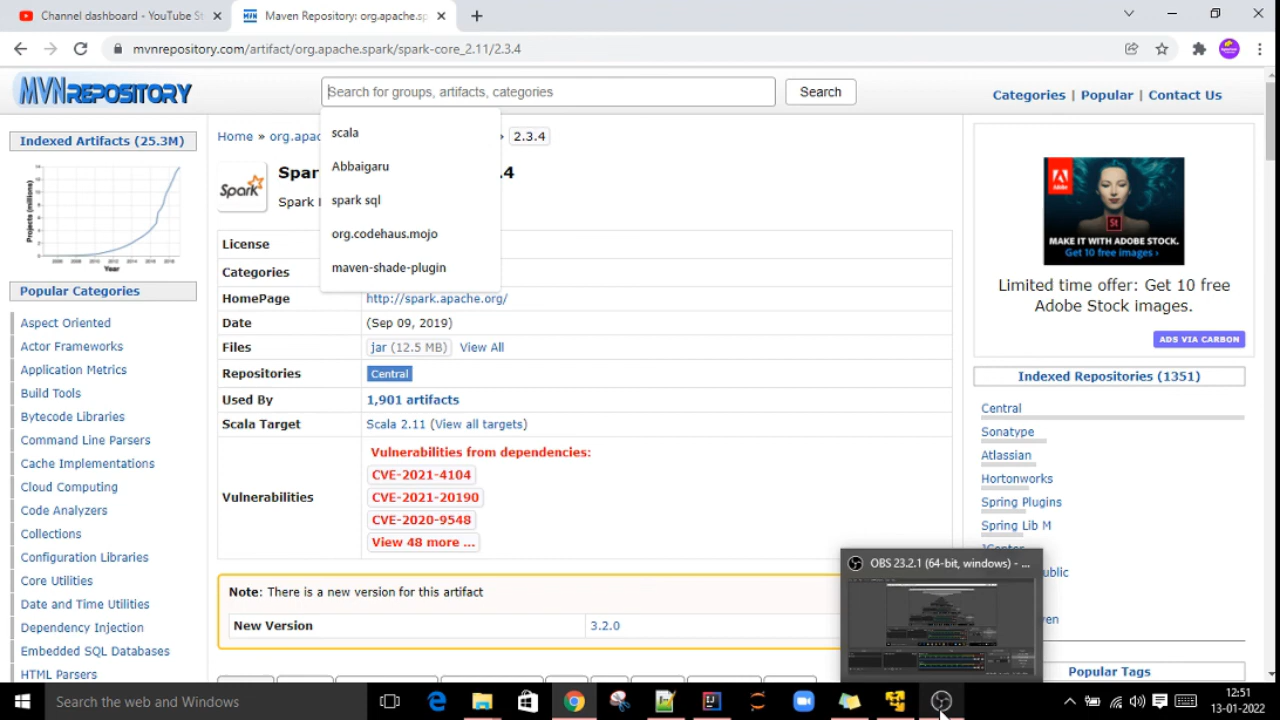 Channel dashboard - YouTube St
Maven Repository: org.apache.sp
mvnrepository.com/artifact/org.apache.spark/spark-core_2.11/2.3.4
MVNREPOSITORY
Search for groups, artifacts, categories
Search
Categories | Popular | Contact Us
Indexed Artifacts (25.3M)
Projects (millions)
Year
Popular Categories
Aspect Oriented
Actor Frameworks
Application Metrics
Build Tools
Bytecode Libraries
Command Line Parsers
Cache Implementations
Cloud Computing
Code Analyzers
Collections
Configuration Libraries
Core Utilities
Date and Time Utilities
Dependency Injection
Embedded SQL Databases
HTML Parsers
Home » org.apac
» 2.3.4
scala
Abbaigaru
spark sql
org.codehaus.mojo
maven-shade-plugin
Spark
Spar
.4
Spark
License
Categories
HomePage http://spark.apache.org/
Date (Sep 09, 2019)
Files jar (12.5 MB) View All
Repositories Central
Used By 1,901 artifacts
Scala Target Scala 2.11 (View all targets)
Vulnerabilities
Vulnerabilities from dependencies:
CVE-2021-4104
CVE-2021-20190
CVE-2020-9548
View 48 more ...
Note: There is a new version for this artifact
New Version 3.2.0
Adobe
St
MAKE IT WITH ADOBE STOCK.
Get 10 free images ›
Limited time offer: Get 10 free
Adobe Stock images.
ADS VIA CARBON
Indexed Repositories (1351)
Central
Sonatype
Atlassian
Hortonworks
Spring Plugins
Spring Lib M
JCenter
ublic
ven
Popular Tags
OBS 23.2.1 (64-bit, windows) - ...
Search the web and Windows
12:51
13-01-2022